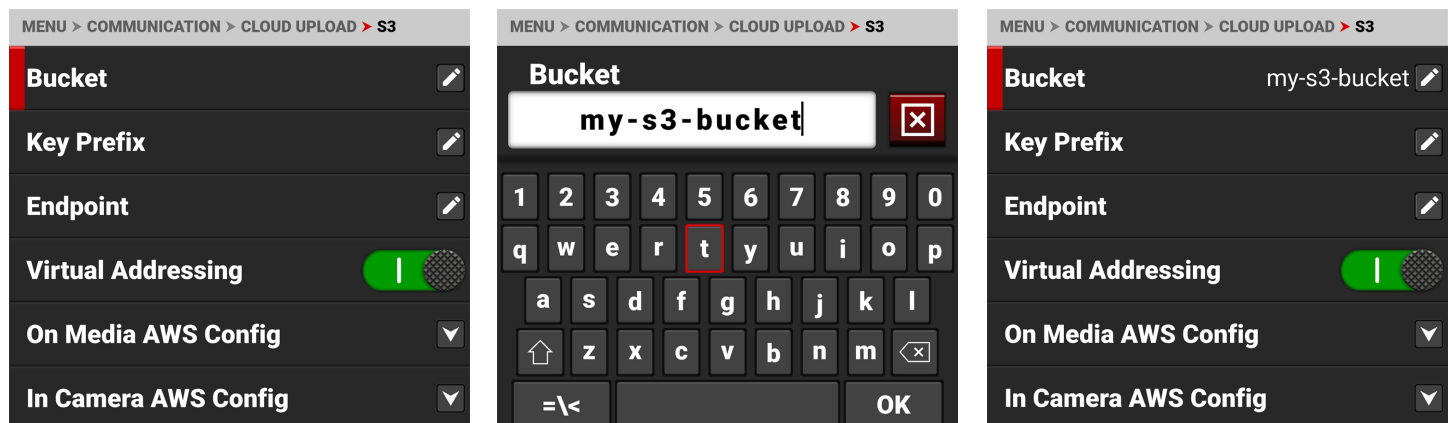 MENU > COMMUNICATION > CLOUD UPLOAD > S3
Bucket
Key Prefix
Endpoint
Virtual Addressing
On Media AWS Config
In Camera AWS Config
MENU > COMMUNICATION > CLOUD UPLOAD > S3
Bucket
my-s3-bucket
1 2 3 4 5 6 7 8 9 0
q w e r t y u i o p
a s d f g h j k l
z x c v b n m
=\< OK
MENU > COMMUNICATION > CLOUD UPLOAD > S3
Bucket my-s3-bucket
Key Prefix
Endpoint
Virtual Addressing
On Media AWS Config
In Camera AWS Config